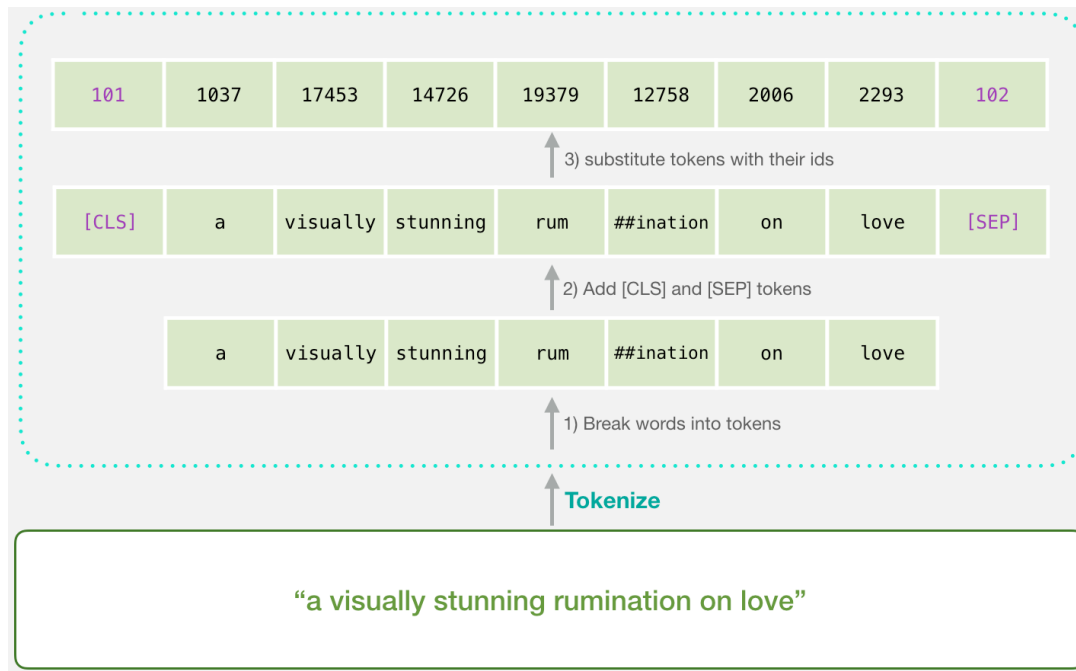 101 1037 17453 14726 19379 12758 2006 2293 102
3) substitute tokens with their ids
[CLS] a visually stunning rum ##ination on love [SEP]
2) Add [CLS] and [SEP] tokens
a visually stunning rum ##ination on love
1) Break words into tokens
Tokenize
“a visually stunning rumination on love”